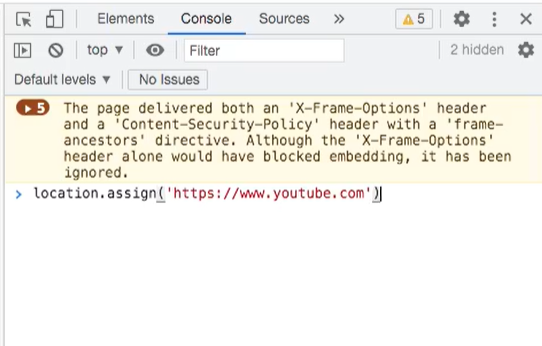 Elements Console Sources » 5
top ▼ Filter 2 hidden
Default levels ▼ No Issues
5 The page delivered both an 'X-Frame-Options' header
and a 'Content-Security-Policy' header with a 'frame-
ancestors' directive. Although the 'X-Frame-Options'
header alone would have blocked embedding, it has been
ignored.
> location.assign('https://www.youtube.com')